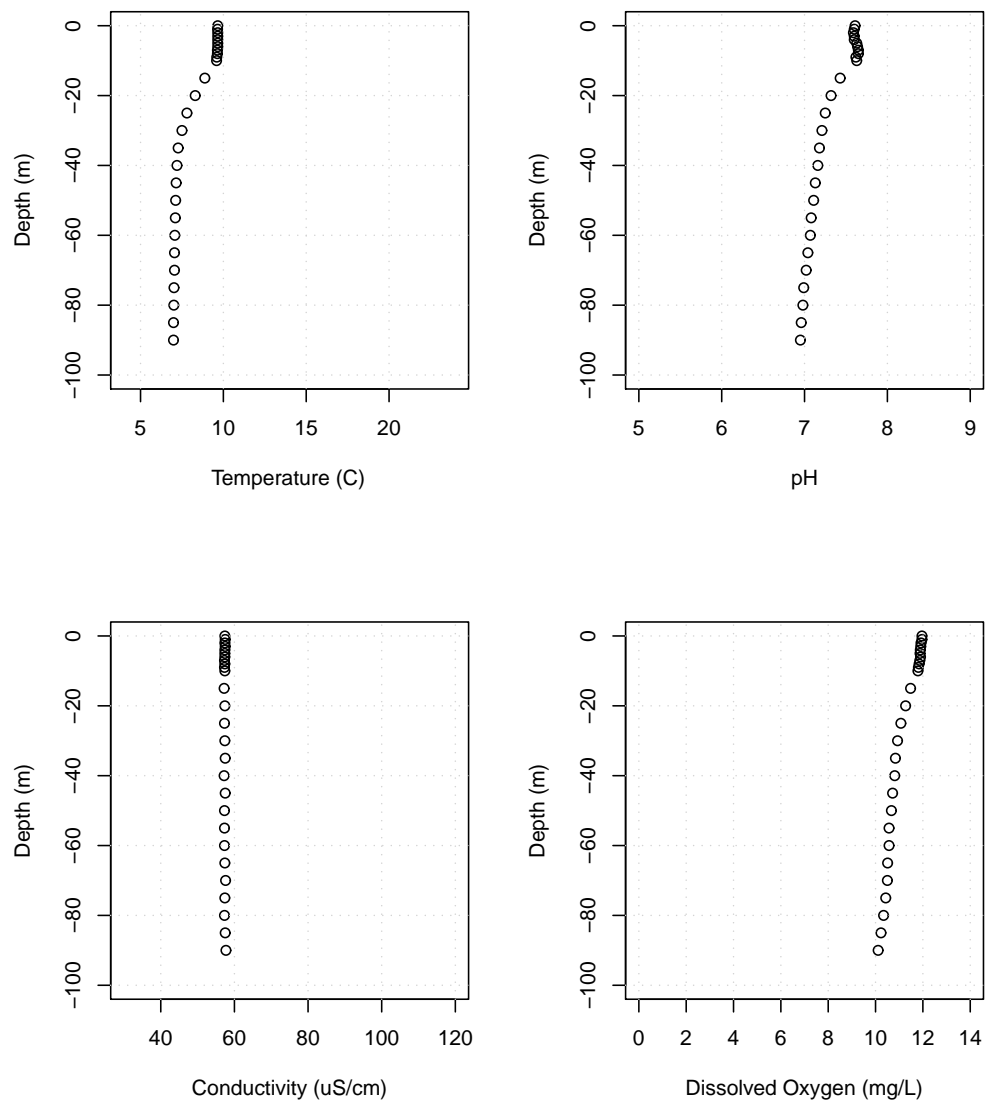 0
−20
−40
−60
−80
−100
Depth (m)
5 10 15 20
Temperature (C)
0
−20
−40
−60
−80
−100
Depth (m)
5 6 7 8 9
pH
0
−20
−40
−60
−80
−100
Depth (m)
40 60 80 100 120
Conductivity (uS/cm)
0
−20
−40
−60
−80
−100
Depth (m)
0 2 4 6 8 10 12 14
Dissolved Oxygen (mg/L)